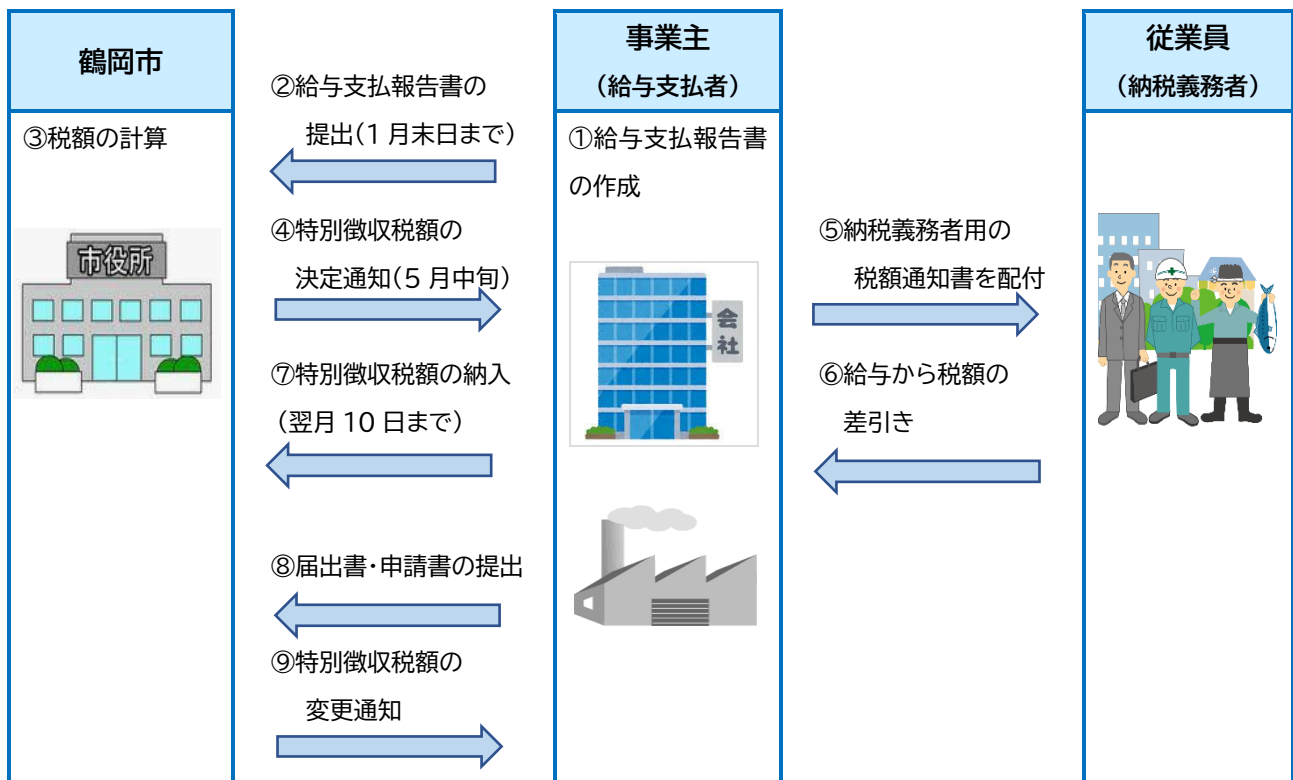 鶴岡市
事業主
（給与支払者）
従業員
（納税義務者）
②給与支払報告書の
提出（1月末日まで）
③税額の計算
①給与支払報告書
の作成
市役所
④特別徴収税額の
決定通知（5月中旬）
会社
⑤納税義務者用の
税額通知書を配付
⑦特別徴収税額の納入
（翌月10日まで）
⑥給与から税額の
差引き
⑧届出書・申請書の提出
⑨特別徴収税額の
変更通知